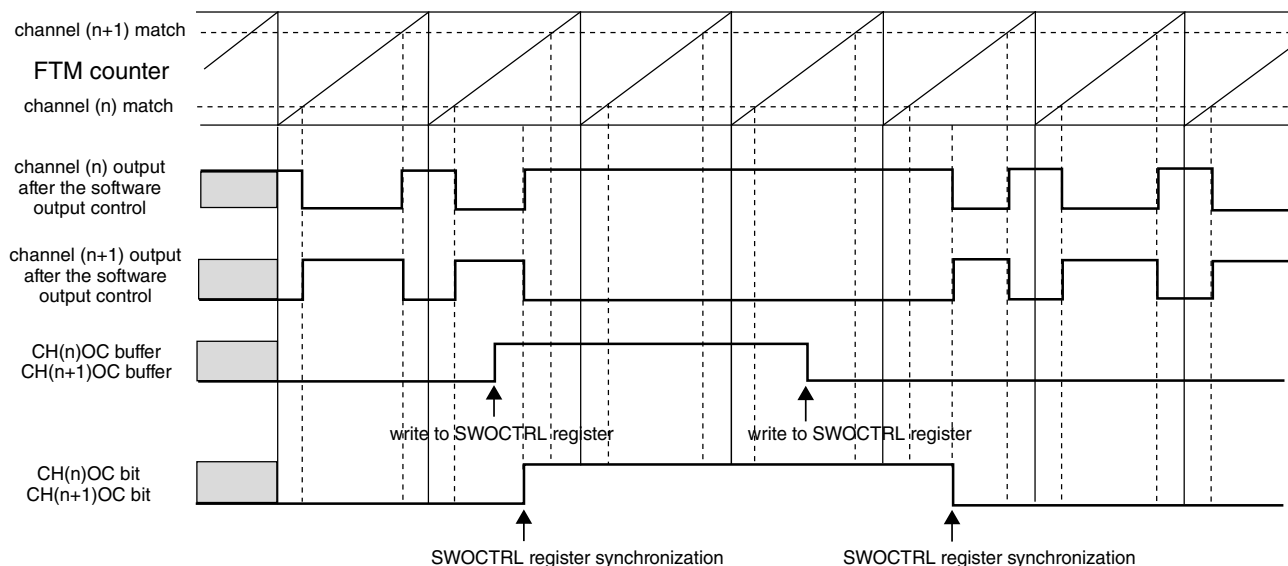 channel (n+1) match
FTM counter
channel (n) match
channel (n) output
after the software
output control
channel (n+1) output
after the software
output control
CH(n)OC buffer
CH(n+1)OC buffer
write to SWOCTRL register
write to SWOCTRL register
CH(n)OC bit
CH(n+1)OC bit
SWOCTRL register synchronization
SWOCTRL register synchronization